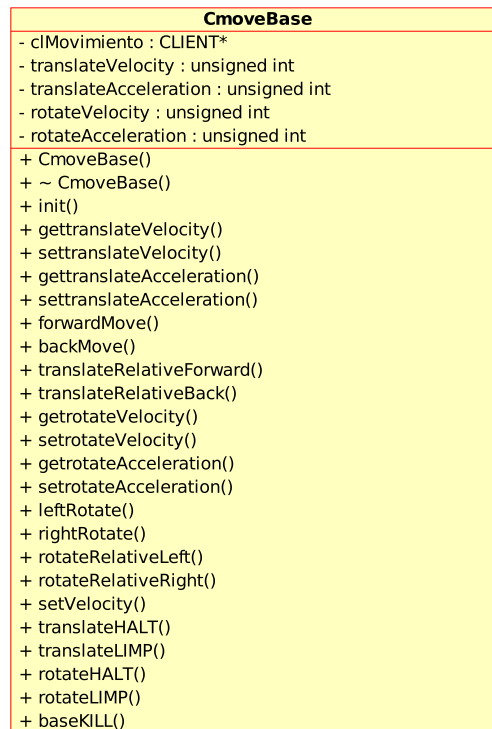 CmoveBase
- clMovimiento : CLIENT*
- translateVelocity : unsigned int
- translateAcceleration : unsigned int
- rotateVelocity : unsigned int
- rotateAcceleration : unsigned int
+ CmoveBase()
+ ~ CmoveBase()
+ init()
+ gettranslateVelocity()
+ settranslateVelocity()
+ gettranslateAcceleration()
+ settranslateAcceleration()
+ forwardMove()
+ backMove()
+ translateRelativeForward()
+ translateRelativeBack()
+ getrotateVelocity()
+ setrotateVelocity()
+ getrotateAcceleration()
+ setrotateAcceleration()
+ leftRotate()
+ rightRotate()
+ rotateRelativeLeft()
+ rotateRelativeRight()
+ setVelocity()
+ translateHALT()
+ translateLIMP()
+ rotateHALT()
+ rotateLIMP()
+ baseKILL()